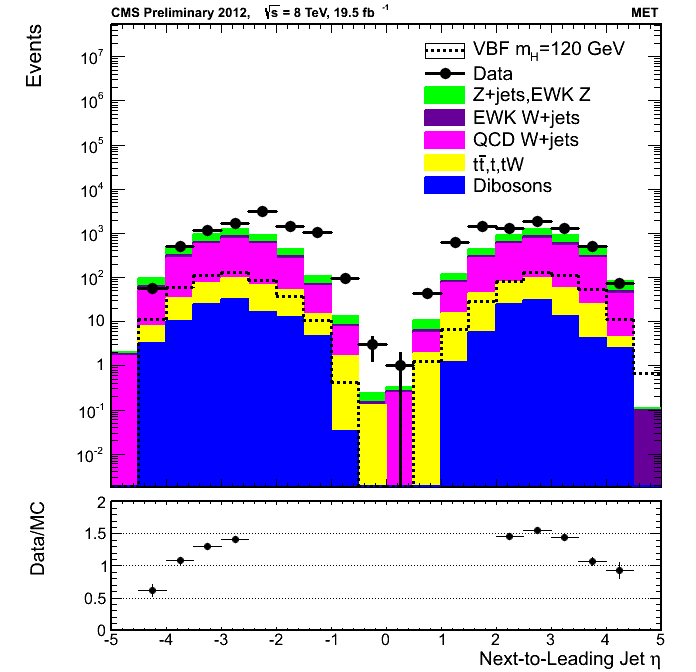 CMS Preliminary 2012, √s = 8 TeV, 19.5 fb⁻¹ MET
Events
10⁷
10⁶
10⁵
10⁴
10³
10²
10
1
10⁻¹
10⁻²
VBF m_H=120 GeV
Data
Z+jets,EWK Z
EWK W+jets
QCD W+jets
tt̄,t,tW
Dibosons
Data/MC
2
1.5
1
0.5
0
-5 -4 -3 -2 -1 0 1 2 3 4 5
Next-to-Leading Jet η